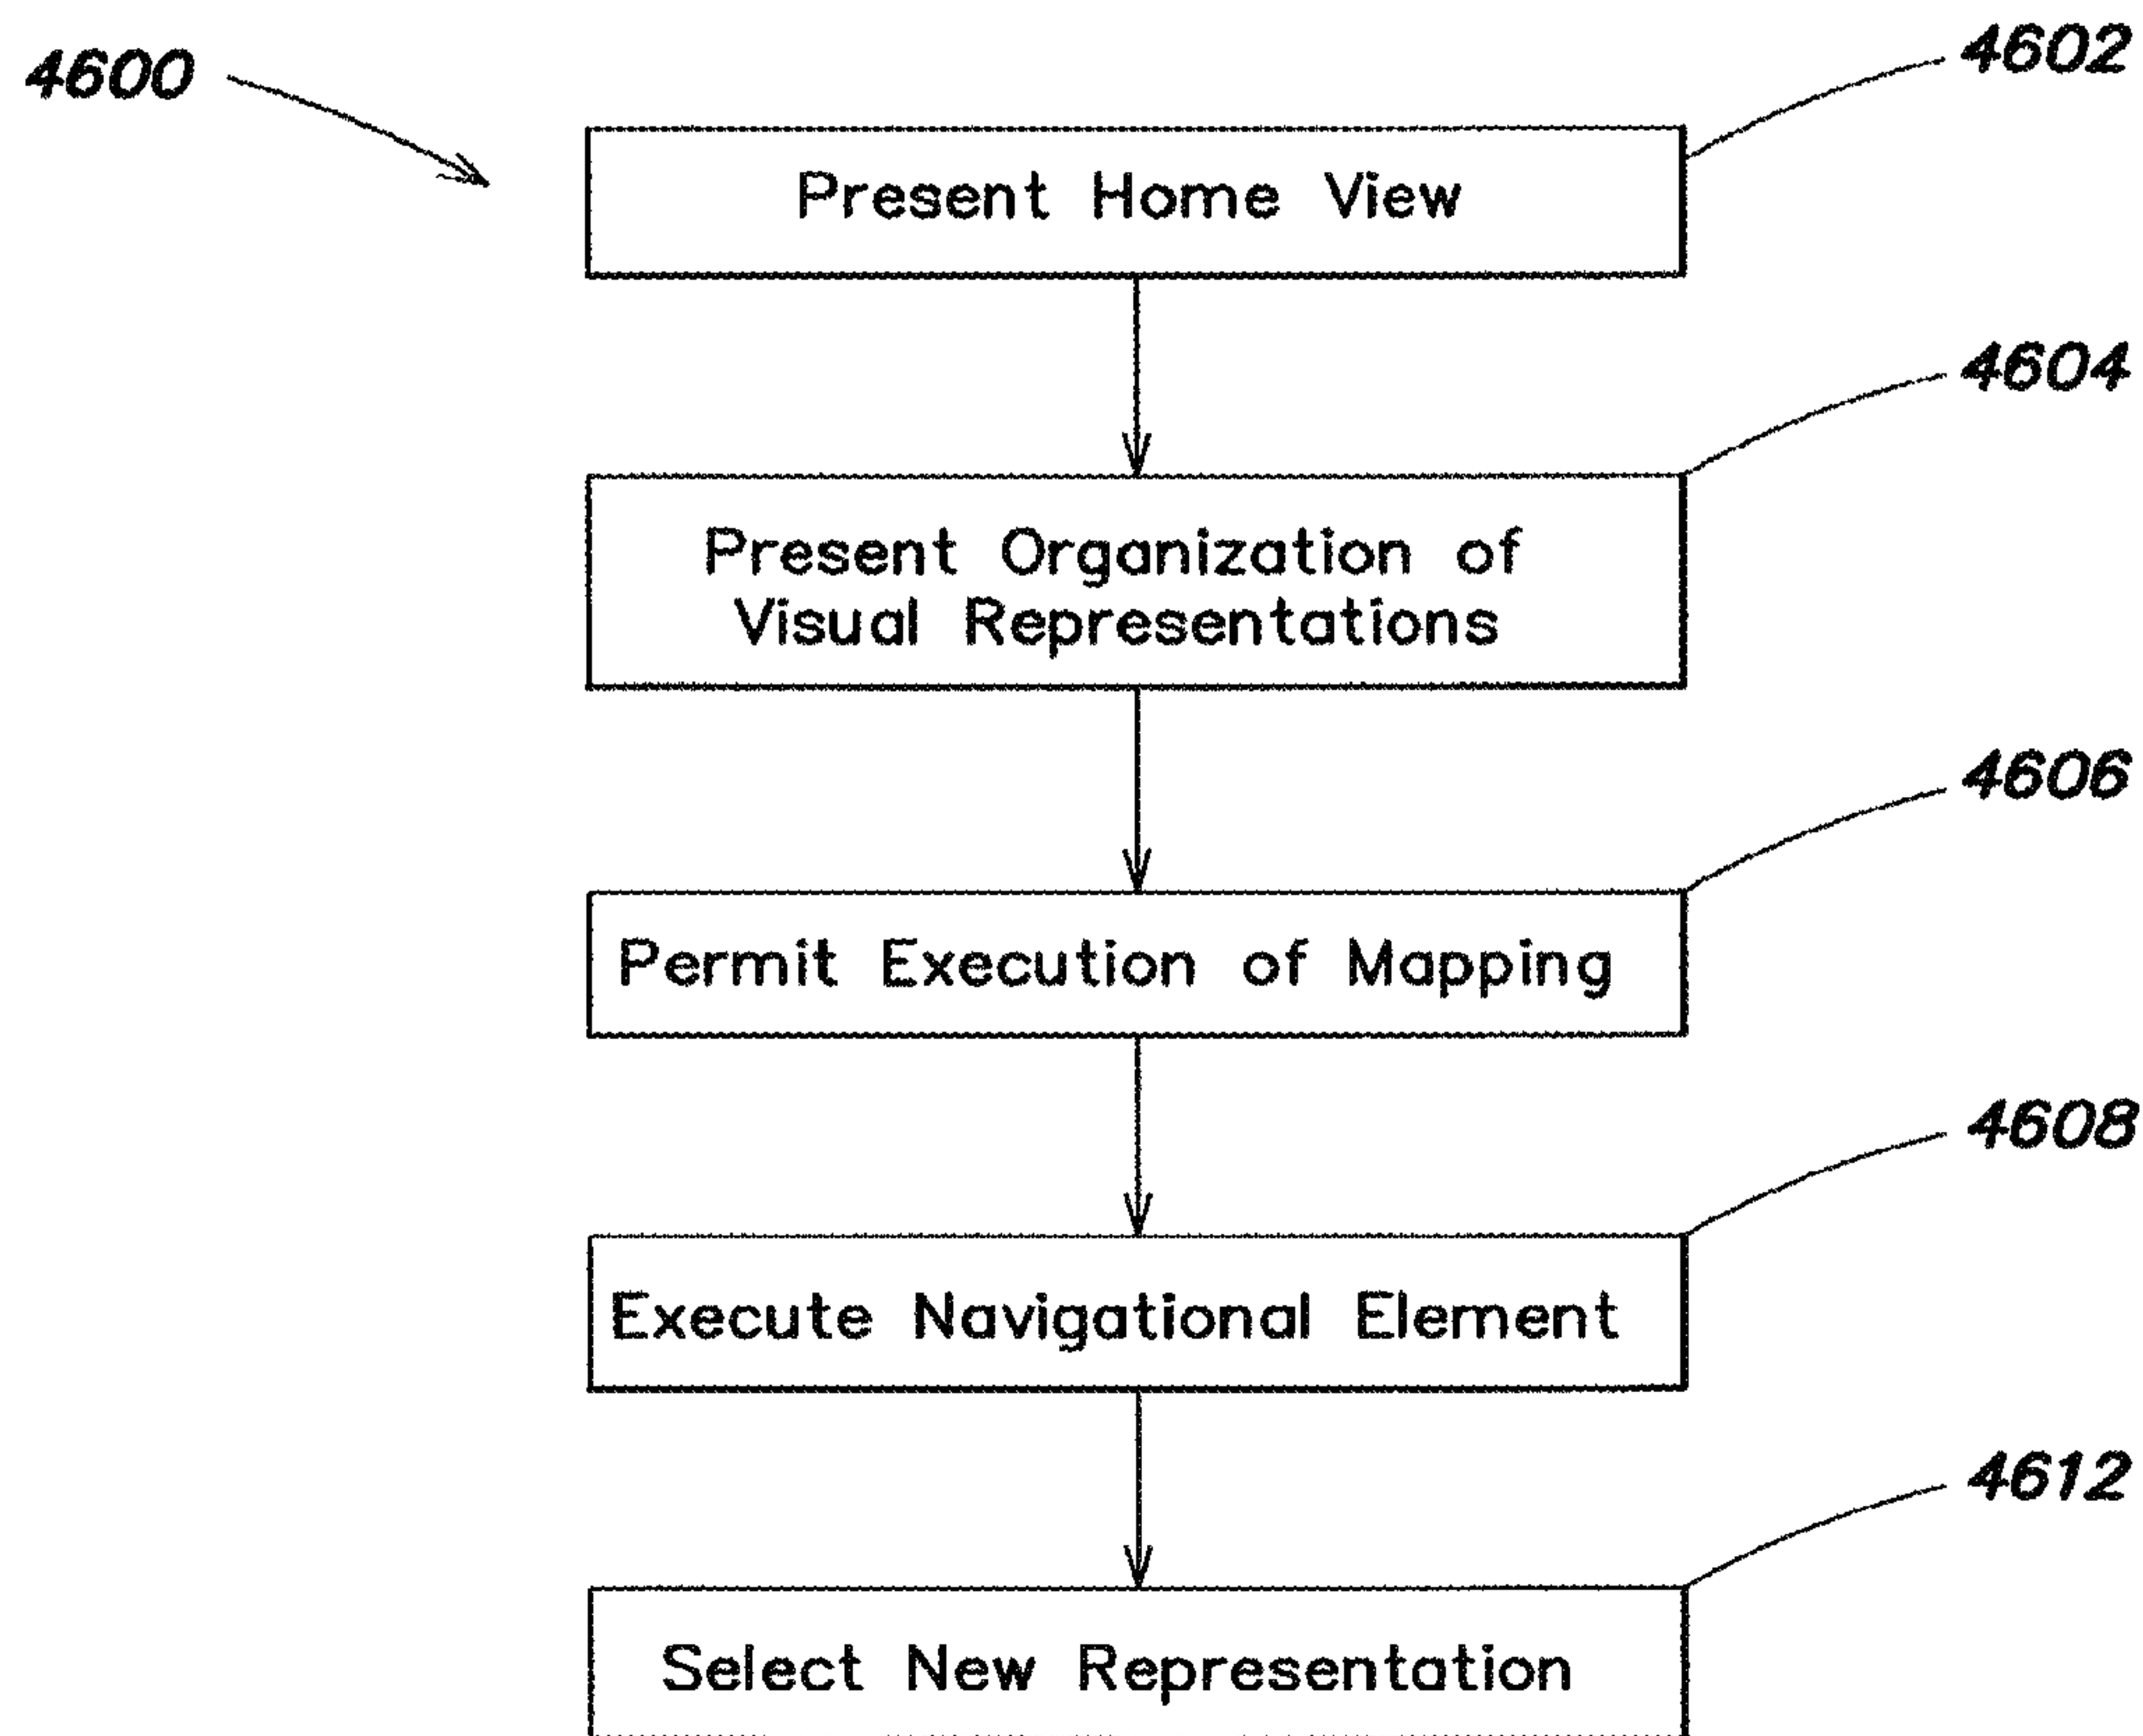 4600
4602
Present Home View
4604
Present Organization of
Visual Representations
4606
Permit Execution of Mapping
4608
Execute Navigational Element
4612
Select New Representation